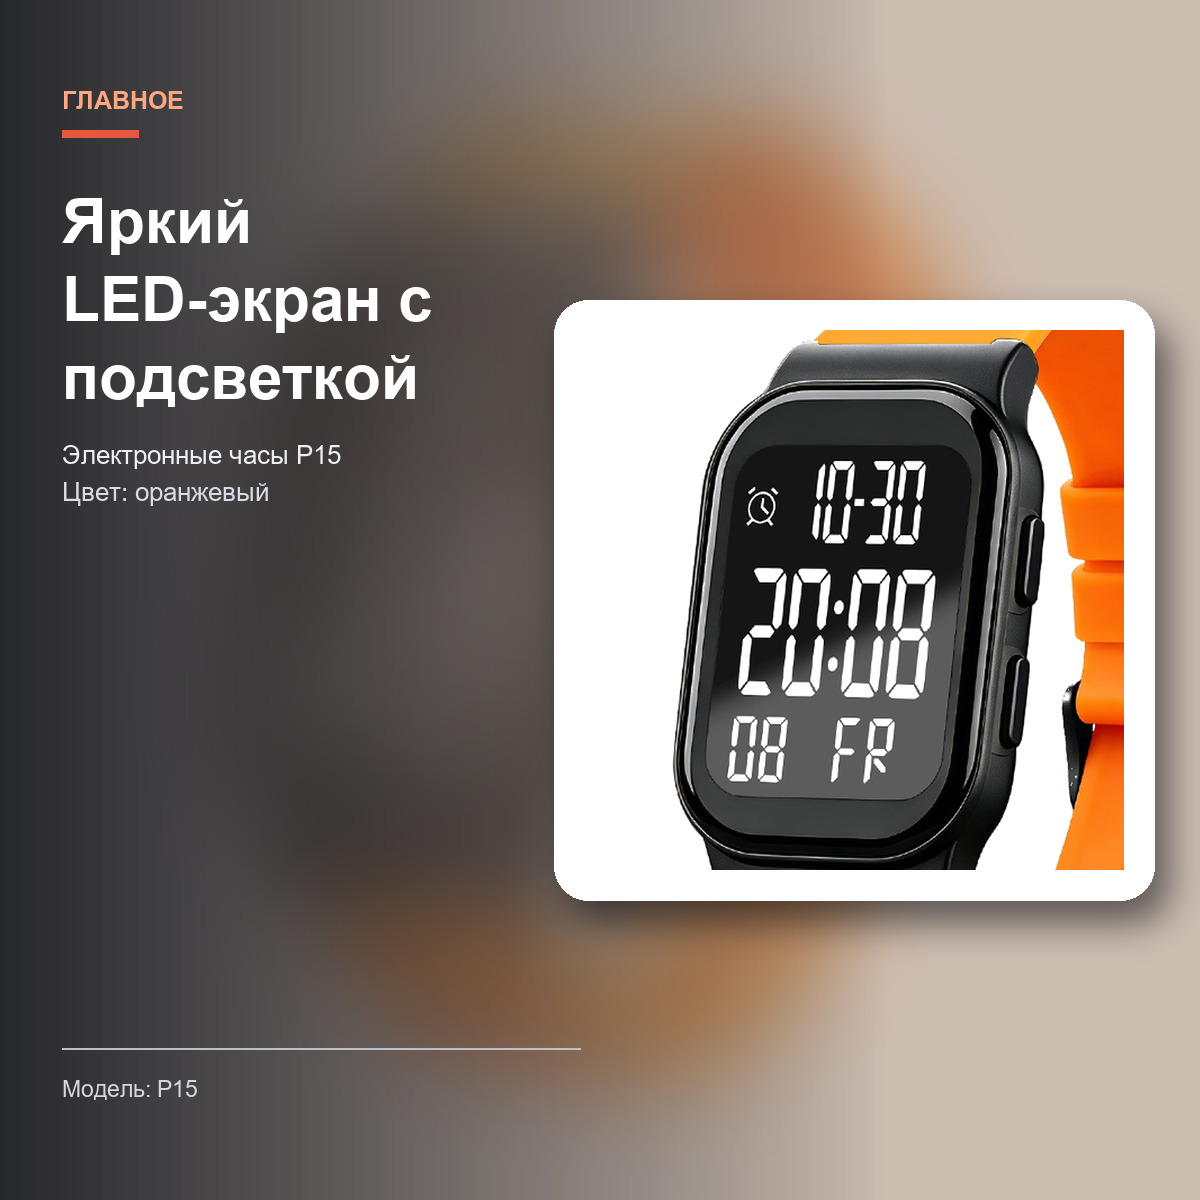 ГЛАВНОЕ
Яркий
LED-экран с
подсветкой
Электронные часы P15
Цвет: оранжевый
10-30
20:08
08 FR
Модель: P15